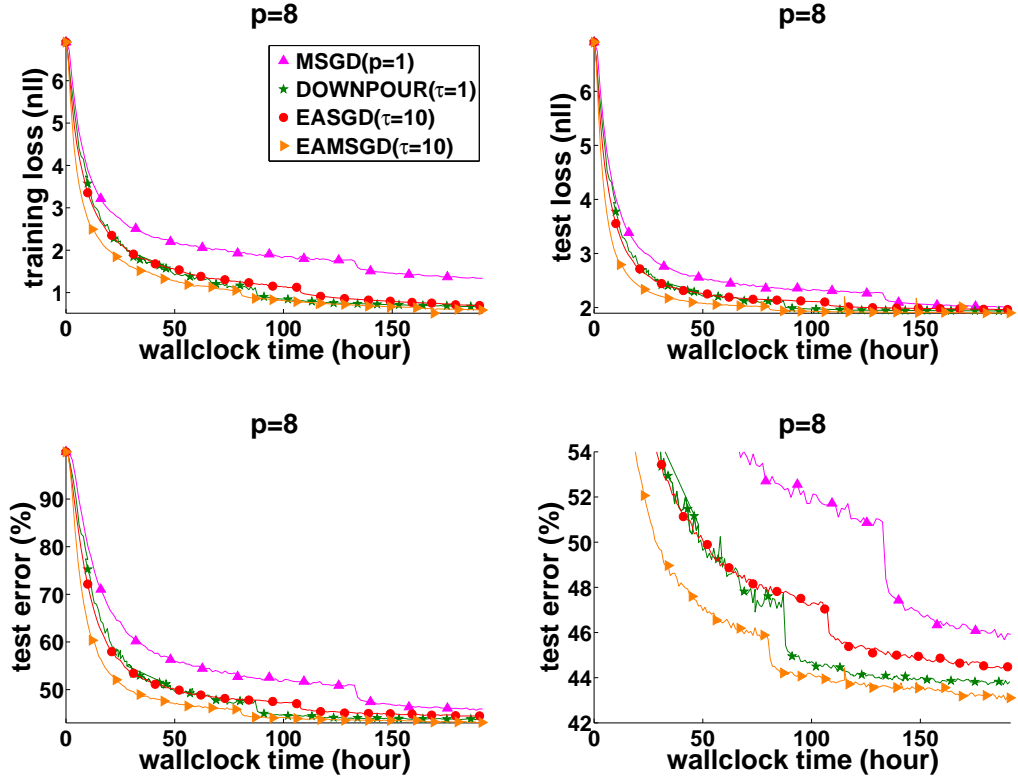 p=8
training loss (nll)
6
5
4
3
2
1
0
50
100
150
wallclock time (hour)
MSGD(p=1)
DOWNPOUR(τ=1)
EASGD(τ=10)
EAMSGD(τ=10)
p=8
test loss (nll)
6
5
4
3
2
0
50
100
150
wallclock time (hour)
p=8
test error (%)
90
80
70
60
50
0
50
100
150
wallclock time (hour)
p=8
test error (%)
54
52
50
48
46
44
42
0
50
100
150
wallclock time (hour)